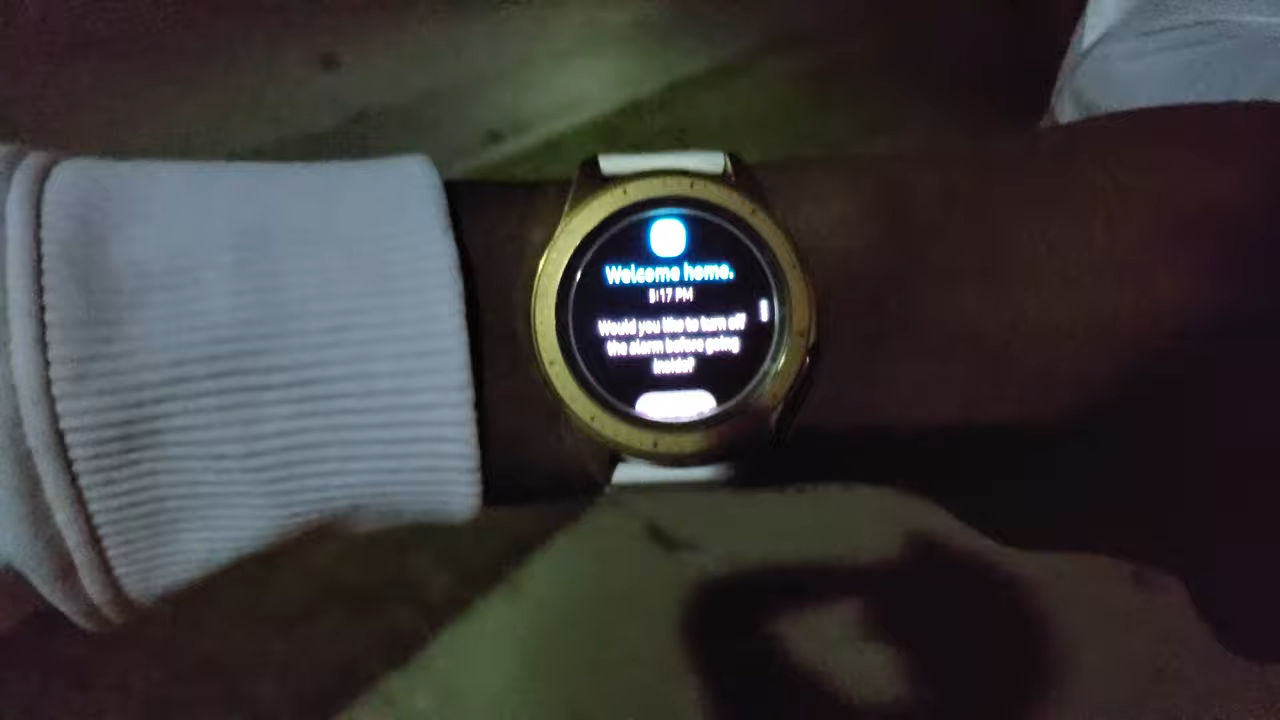 Welcome home.
5:17 PM
Would you like to turn off
the alarm before going
inside?